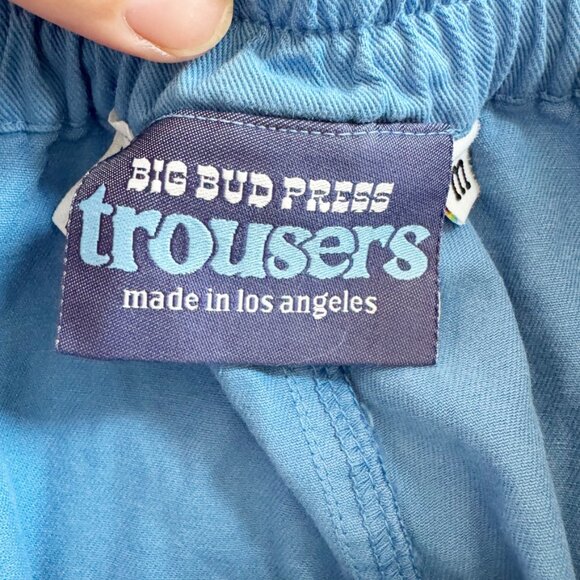 BIG BUD PRESS
trousers
made in los angeles